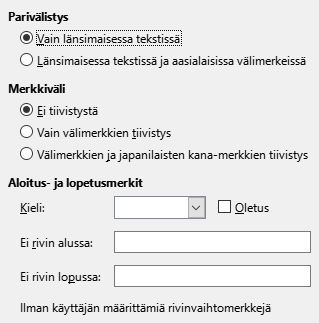 Parivälistys
Vain länsimaisessa tekstissä
Länsimaisessa tekstissä ja aasialaisissa välimerkeissä
Merkkiväli
Ei tiivistystä
Vain välimerkkien tiivistys
Välimerkkien ja japanilaisten kana-merkkien tiivistys
Aloitus- ja lopetusmerkit
Kieli: Oletus
Ei rivin alussa:
Ei rivin lopussa:
Ilman käyttäjän määrittämiä rivinvaihtomerkkejä